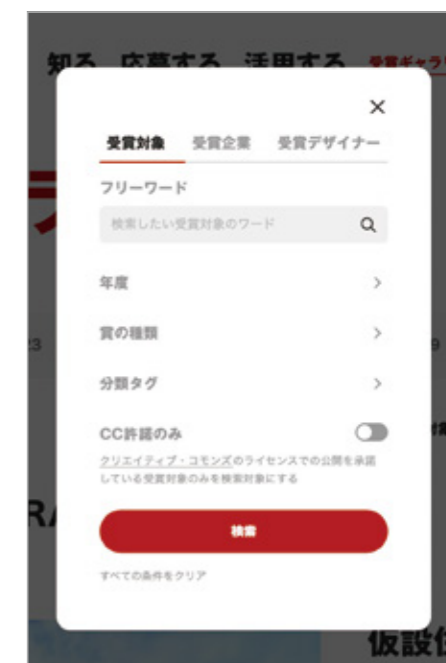 知る 応募する 活用する 受賞ギャラリ
×
受賞対象 受賞企業 受賞デザイナー
フリーワード
検索したい受賞対象のワード
年度
賞の種類
分類タグ
CC許諾のみ
クリエイティブ・コモンズのライセンスでの公開を承諾
している受賞対象のみを検索対象にする
検索
すべての条件をクリア
仮設住